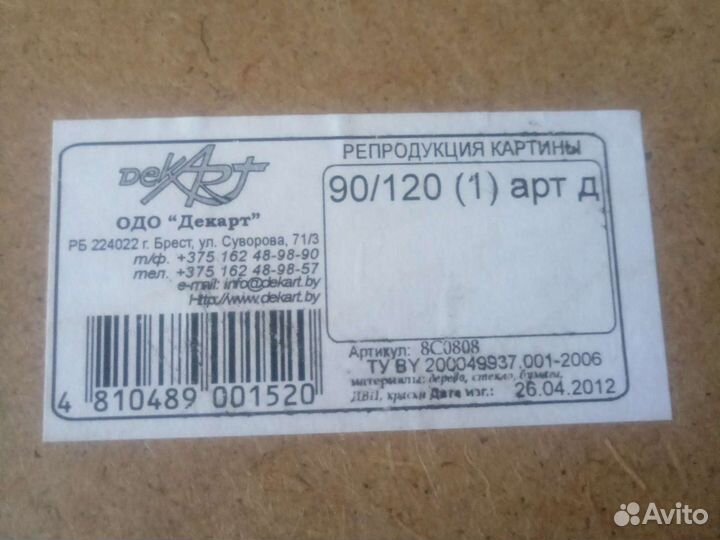 DekART
ОДО “Декарт”
РБ 224022 г. Брест, ул. Суворова, 71/3
т/ф. +375 162 48-98-90
тел. +375 162 48-98-57
e-mail: info@dekart.by
Http://www.dekart.by
4 810489 001520
РЕПРОДУКЦИЯ КАРТИНЫ
90/120 (1) арт д
Артикул: 8С0808
ТУ BY 200049937.001-2006
материалы: дерево, стекло, бумага,
ДВП, краски Дата изг.: 26.04.2012
Avito